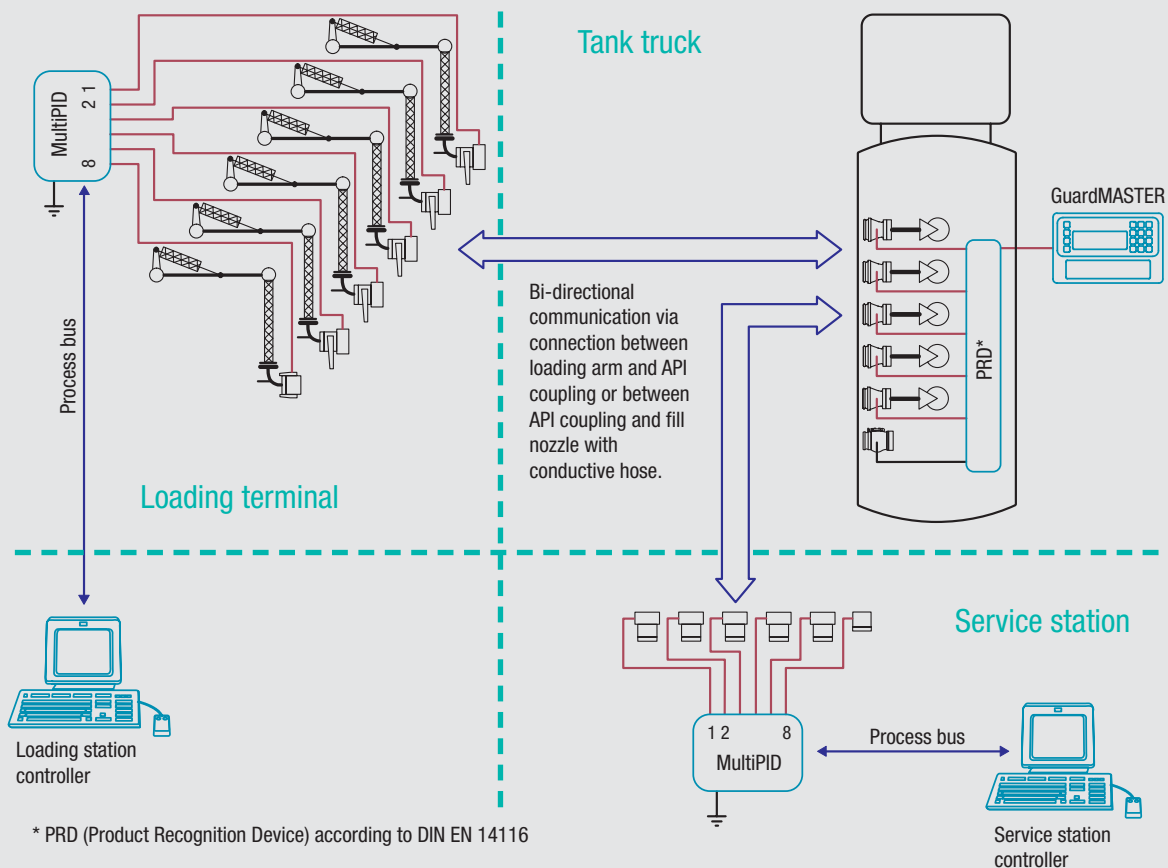 Tank truck
MultiPID
1
2
8
GuardMASTER
Process bus
Bi-directional
communication via
connection between
loading arm and API
coupling or between
API coupling and fill
nozzle with
conductive hose.
PRD*
Loading terminal
Service station
Loading station
controller
1 2 8
MultiPID
Process bus
Service station
controller
* PRD (Product Recognition Device) according to DIN EN 14116